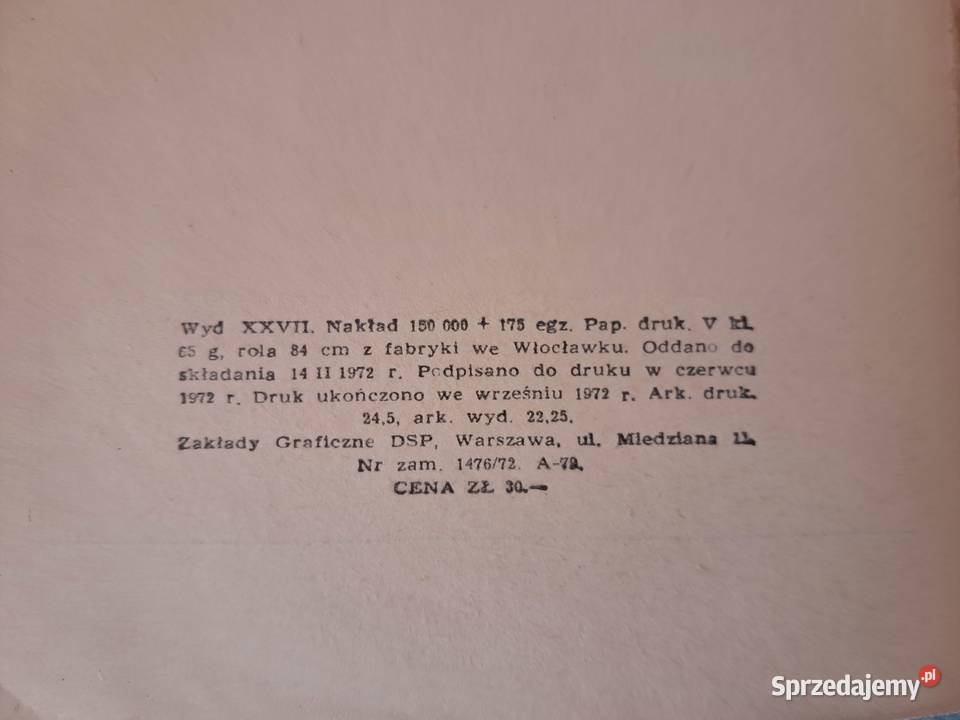 Wyd XXVII. Nakład 150 000 + 175 egz. Pap. druk. V kl.
65 g, rola 84 cm z fabryki we Włocławku. Oddano do
składania 14 II 1972 r. Podpisano do druku w czerwcu
1972 r. Druk ukończono we wrześniu 1972 r. Ark. druk.
24,5, ark. wyd. 22,25.
Zakłady Graficzne DSP, Warszawa, ul. Miedziana 11.
Nr zam. 1476/72. A-79.
CENA ZŁ 30.—
Sprzedajemy.pl